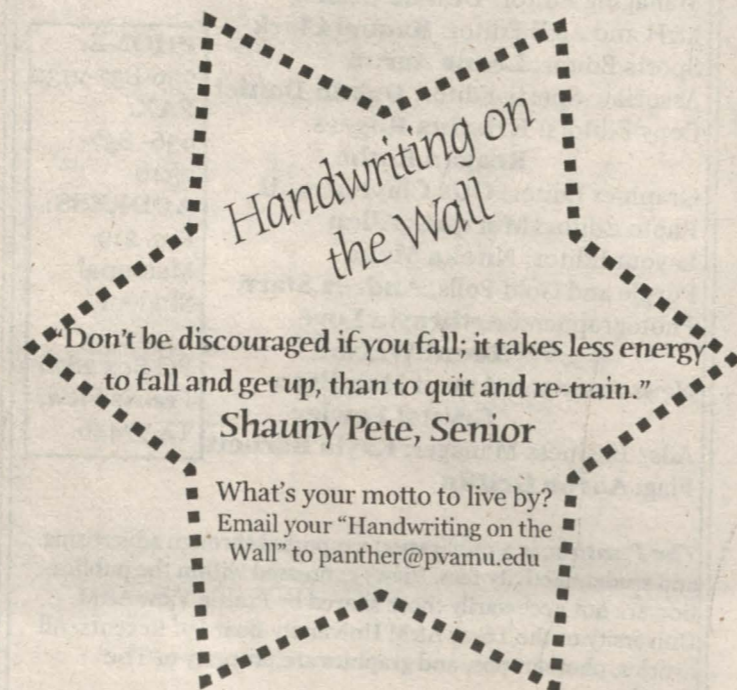 Handwriting on
the Wall
“Don't be discouraged if you fall; it takes less energy
to fall and get up, than to quit and re-train.”
Shauny Pete, Senior
What's your motto to live by?
Email your “Handwriting on the
Wall” to panther@pvamu.edu